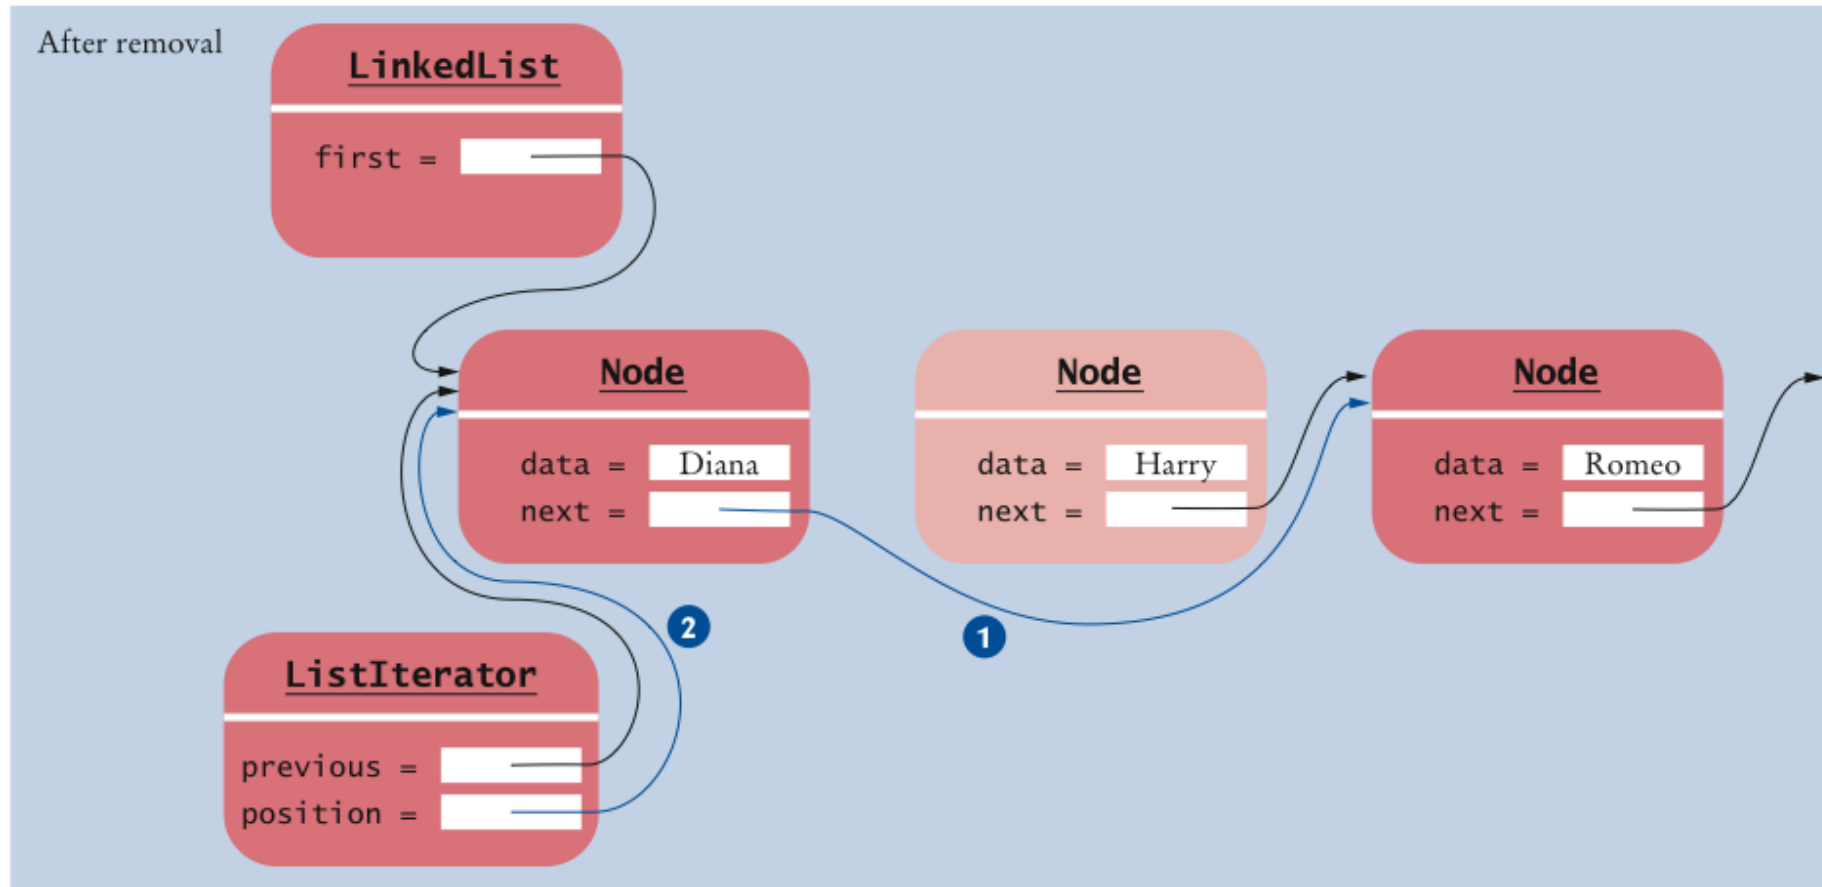 After removal
LinkedList
first =
Node
data = Diana
next =
Node
data = Harry
next =
Node
data = Romeo
next =
2
1
ListIterator
previous =
position =